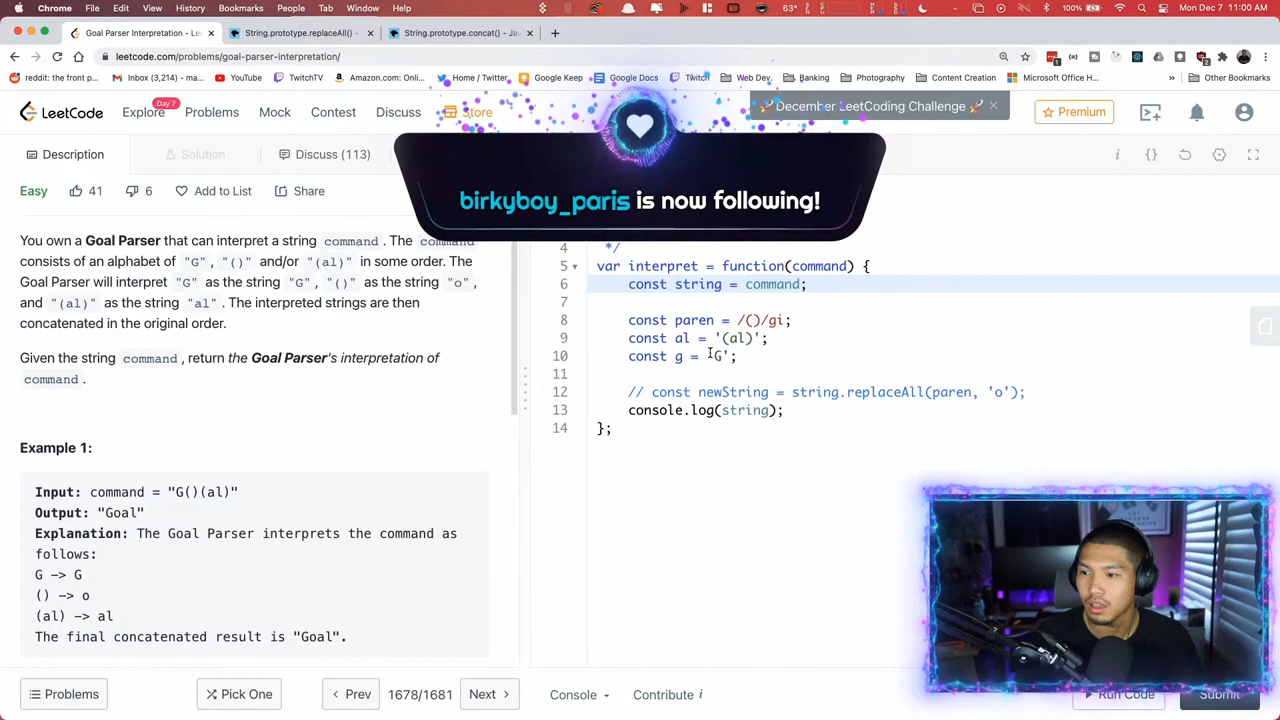 Chrome File Edit View History Bookmarks People Tab Window Help
100% Mon Dec 7 11:00 AM
Goal Parser Interpretation - Le × String.prototype.replaceAll() - × String.prototype.concat() - Jav × +
leetcode.com/problems/goal-parser-interpretation/
reddit: the front p... Inbox (3,214) - ma... YouTube TwitchTV Amazon.com: Onlin... Home / Twitter Google Keep Google Docs Twitch Web Dev. Banking Photography Content Creation Microsoft Office H... » Other Bookmarks
LeetCode Explore Day 7 Problems Mock Contest Discuss Store
🚀 December LeetCoding Challenge 🚀 ×
Premium
Description Solution Discuss (113)
Easy 41 6 Add to List Share
birkyboy_paris is now following!
You own a Goal Parser that can interpret a string command. The command
consists of an alphabet of "G", "()" and/or "(al)" in some order. The
Goal Parser will interpret "G" as the string "G", "()" as the string "o",
and "(al)" as the string "al". The interpreted strings are then
concatenated in the original order.
Given the string command, return the Goal Parser's interpretation of
command.
Example 1:
Input: command = "G()(al)"
Output: "Goal"
Explanation: The Goal Parser interprets the command as
follows:
G -> G
() -> o
(al) -> al
The final concatenated result is "Goal".
4 */
5 var interpret = function(command) {
6 const string = command;
7
8 const paren = /()/gi;
9 const al = '(al)';
10 const g = 'G';
11
12 // const newString = string.replaceAll(paren, 'o');
13 console.log(string);
14 };
Problems Pick One Prev 1678/1681 Next Console Contribute i Run Code Submit